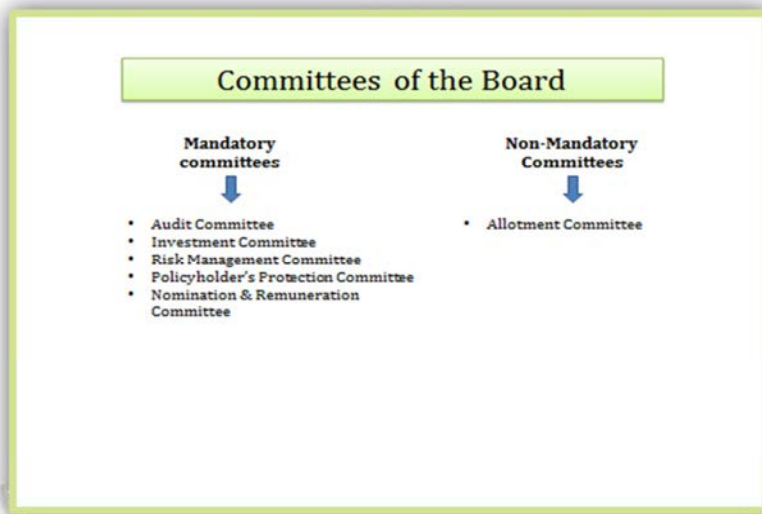 Committees of the Board
Mandatory
committees
• Audit Committee
• Investment Committee
• Risk Management Committee
• Policyholder's Protection Committee
• Nomination & Remuneration
Committee
Non-Mandatory
Committees
• Allotment Committee